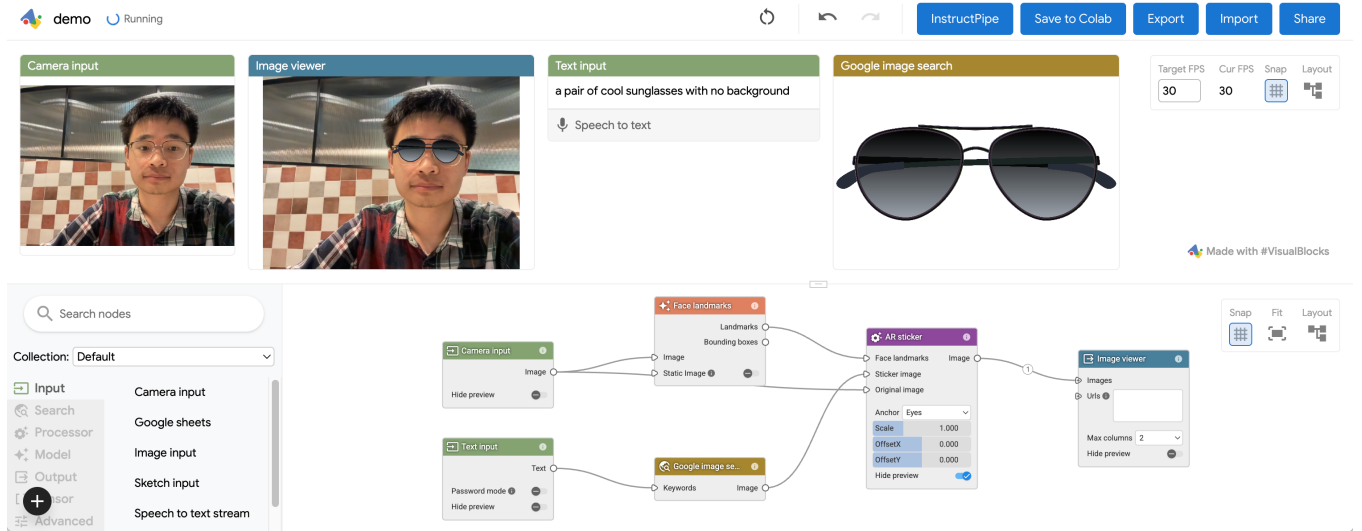 demo
Running
InstructPipe
Save to Colab
Export
Import
Share
Camera input
Image viewer
Text input
a pair of cool sunglasses with no background
Speech to text
Google image search
Target FPS
Cur FPS
Snap
Layout
30
30
Made with #VisualBlocks
Search nodes
Collection: Default
Input
Search
Processor
Model
Output
Advanced
Camera input
Google sheets
Image input
Sketch input
Speech to text stream
Camera input
Image
Hide preview
Text input
Text
Password mode
Hide preview
Face landmarks
Landmarks
Bounding boxes
Image
Static Image
Google image se...
Keywords Image
AR sticker
Face landmarks Image
Sticker image
Original image
Anchor Eyes
Scale 1.000
OffsetX 0.000
OffsetY 0.000
Hide preview
1
Image viewer
Images
Urls
Max columns 2
Hide preview
Snap
Fit
Layout